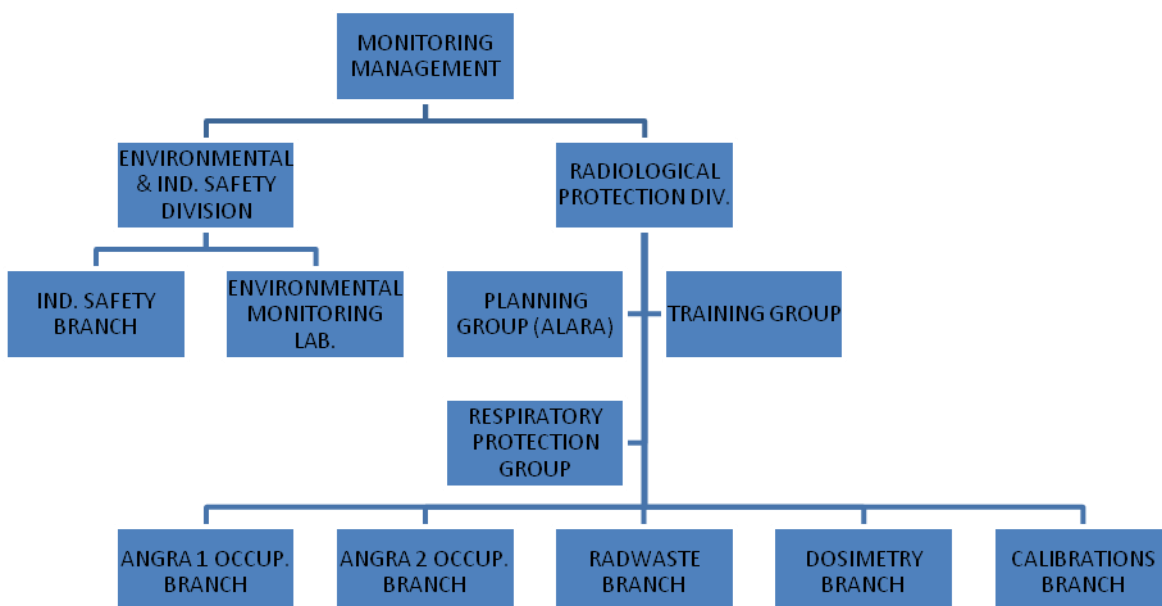 MONITORING
MANAGEMENT
ENVIRONMENTAL
& IND. SAFETY
DIVISION
RADIOLOGICAL
PROTECTION DIV.
IND. SAFETY
BRANCH
ENVIRONMENTAL
MONITORING
LAB.
PLANNING
GROUP (ALARA)
TRAINING GROUP
RESPIRATORY
PROTECTION
GROUP
ANGRA 1 OCCUP.
BRANCH
ANGRA 2 OCCUP.
BRANCH
RADWASTE
BRANCH
DOSIMETRY
BRANCH
CALIBRATIONS
BRANCH